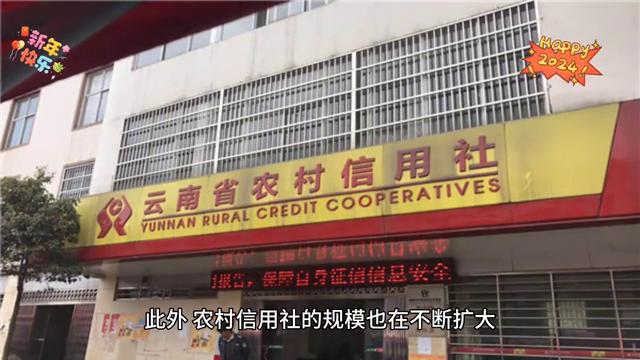 新年
快乐
Happy
2024!
云南省农村信用社
YUNNAN RURAL CREDIT COOPERATIVES
报告，保障自身征信信息安全
此外 农村信用社的规模也在不断扩大